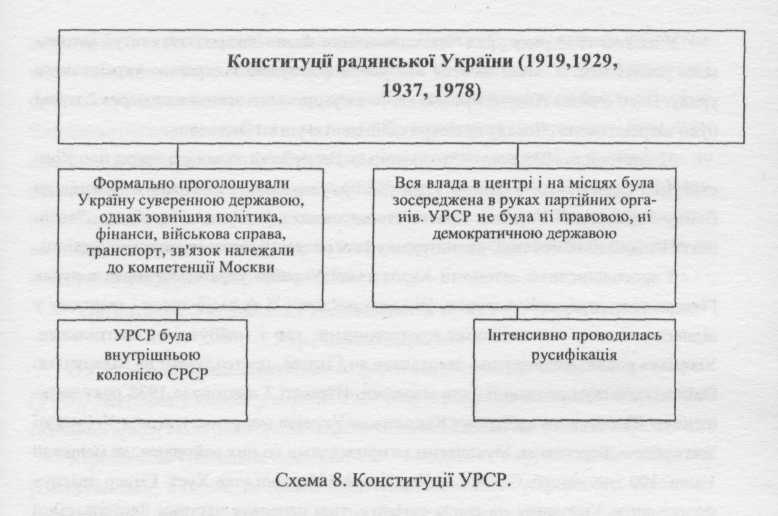 Конституції радянської України (1919,1929,
1937, 1978)
Формально проголошували
Україну суверенною державою,
однак зовнішня політика,
фінанси, військова справа,
транспорт, зв'язок належали
до компетенції Москви
Вся влада в центрі і на місцях була
зосереджена в руках партійних орга-
нів. УРСР не була ні правовою, ні
демократичною державою
УРСР була
внутрішньою
колонією СРСР
Інтенсивно проводилась
русифікація
Схема 8. Конституції УРСР.